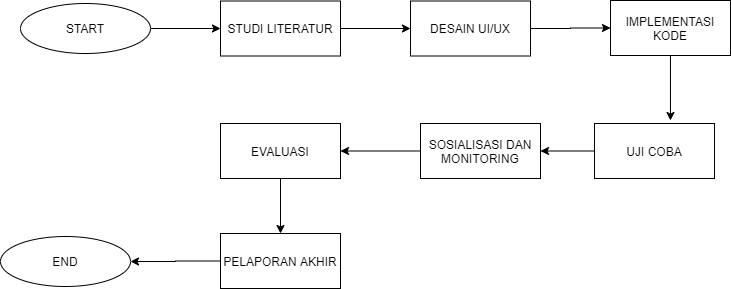 START
STUDI LITERATUR
DESAIN UI/UX
IMPLEMENTASI
KODE
UJI COBA
SOSIALISASI DAN
MONITORING
EVALUASI
PELAPORAN AKHIR
END